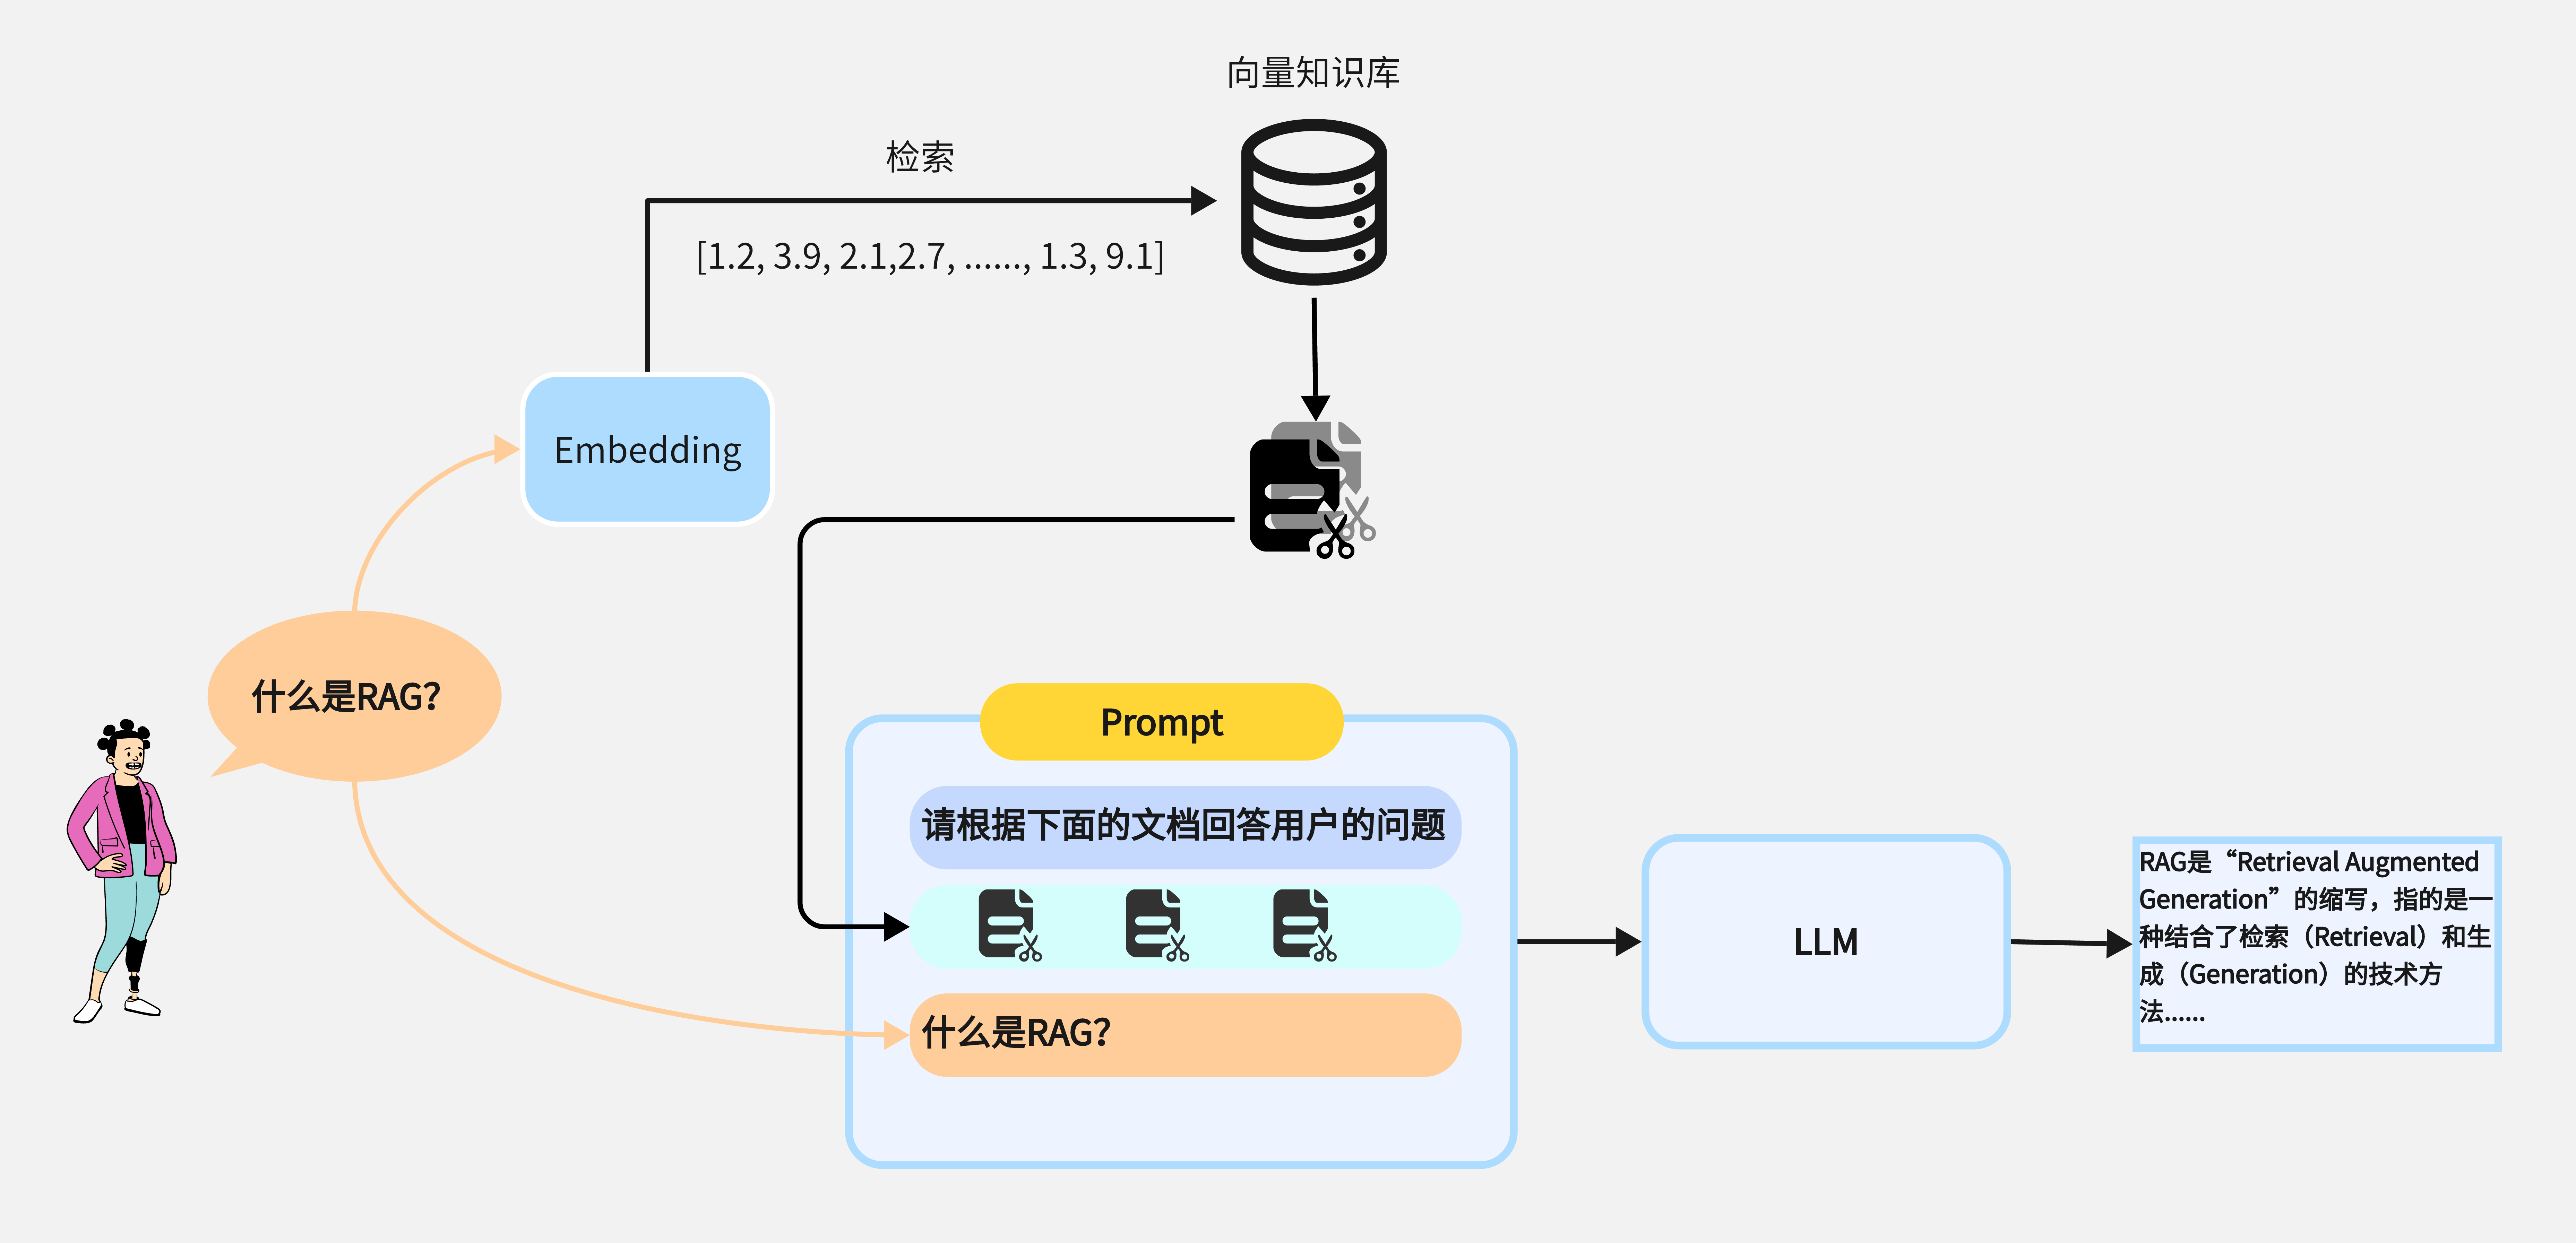 向量知识库
检索
[1.2, 3.9, 2.1,2.7, ......, 1.3, 9.1]
Embedding
什么是RAG？
Prompt
请根据下面的文档回答用户的问题
什么是RAG？
LLM
RAG是“Retrieval Augmented
Generation”的缩写，指的是一
种结合了检索（Retrieval）和生
成（Generation）的技术方
法......